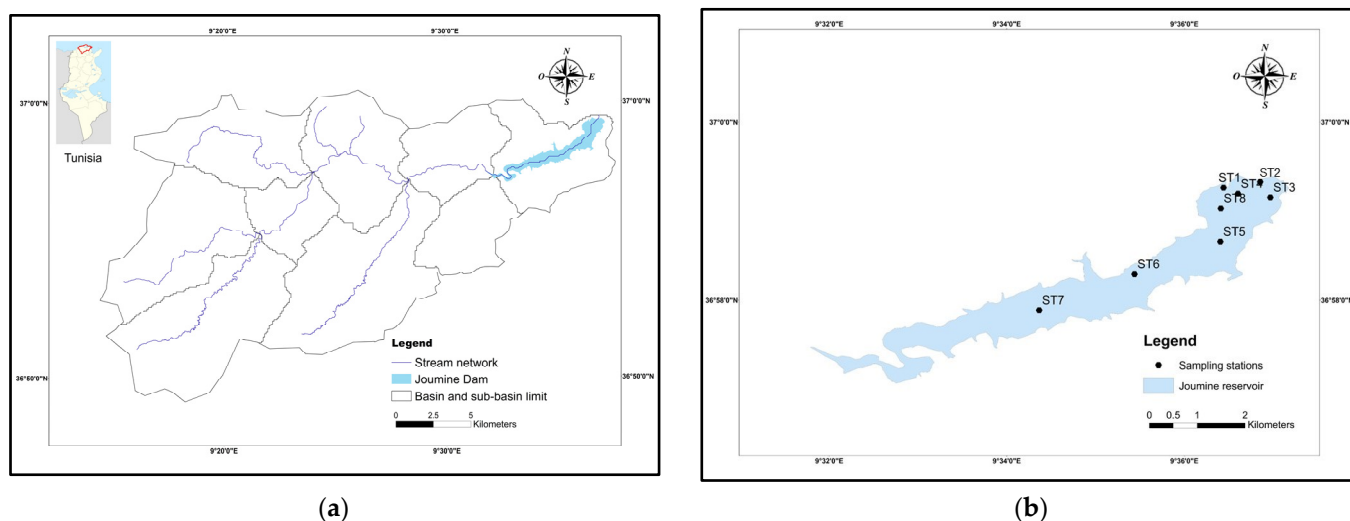 9°20'0"E 9°30'0"E
N
O E
S
37°0'0"N 37°0'0"N
Tunisia
Legend
Stream network
Joumine Dam
Basin and sub-basin limit
0 2.5 5
Kilometers
36°50'0"N 36°50'0"N
9°20'0"E 9°30'0"E
(a)
9°32'0"E 9°34'0"E 9°36'0"E
N
O E
S
37°0'0"N 37°0'0"N
ST1 ST2
ST3
ST8
ST5
ST6
ST7
36°58'0"N 36°58'0"N
Legend
Sampling stations
Joumine reservoir
0 0.5 1 2
Kilometers
9°32'0"E 9°34'0"E 9°36'0"E
(b)